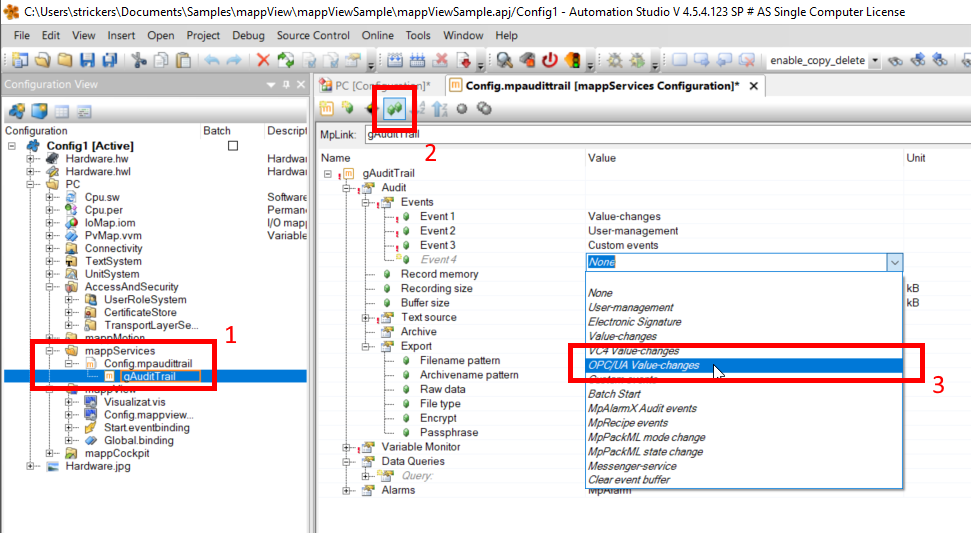 C:\Users\strickers\Documents\Samples\mappView\mappViewSample\mappViewSample.apj/Config1 - Automation Studio V 4.5.4.123 SP # AS Single Computer License
File Edit View Insert Open Project Debug Source Control Online Tools Window Help
enable_copy_delete
Configuration View
PC [Configuration]*
Config.mpaudittrail [mappServices Configuration]*
2
MpLink: gAuditTrail
Configuration Batch Descript
Name Value Unit
Config1 [Active]
Hardware.hw Hardwar
Hardware.hwl Hardwar
PC
Cpu.sw Software
Cpu.per Permane
IoMap.iom I/O mapp
PvMap.vvm Variable
Connectivity
TextSystem
UnitSystem
AccessAndSecurity
UserRoleSystem
CertificateStore
TransportLayerSe...
mappMotion
mappServices
Config.mpaudittrail
gAuditTrail
1
mappView
Visualizat.vis
Config.mappview...
Start.eventbinding
Global.binding
mappCockpit
Hardware.jpg
gAuditTrail
Audit
Events
Event 1 Value-changes
Event 2 User-management
Event 3 Custom events
Event 4 None
Record memory
Recording size kB
Buffer size kB
Text source
Archive
Export
Filename pattern
Archivename pattern
Raw data
File type
Encrypt
Passphrase
Variable Monitor
Data Queries
Query:
Alarms MpAlarm
None
User-management
Electronic Signature
Value-changes
VC4 Value-changes
OPC/UA Value-changes
3
Custom events
Batch Start
MpAlarmX Audit events
MpRecipe events
MpPackML mode change
MpPackML state change
Messenger-service
Clear event buffer